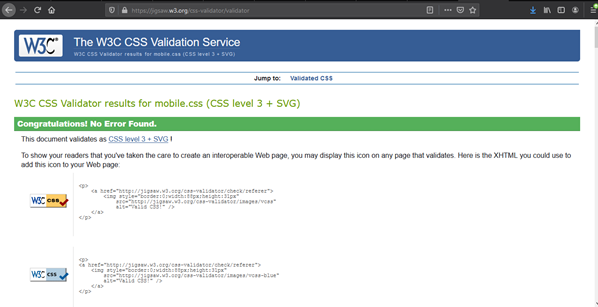 https://jigsaw.w3.org/css-validator/validator
W3C® The W3C CSS Validation Service
W3C CSS Validator results for mobile.css (CSS level 3 + SVG)
Jump to: Validated CSS
W3C CSS Validator results for mobile.css (CSS level 3 + SVG)
Congratulations! No Error Found.
This document validates as CSS level 3 + SVG !
To show your readers that you've taken the care to create an interoperable Web page, you may display this icon on any page that validates. Here is the XHTML you could use to
add this icon to your Web page:
W3C CSS
<p>
<a href="http://jigsaw.w3.org/css-validator/check/referer">
<img style="border:0;width:88px;height:31px"
src="http://jigsaw.w3.org/css-validator/images/vcss"
alt="Valid CSS!" />
</a>
</p>
W3C CSS
<p>
<a href="http://jigsaw.w3.org/css-validator/check/referer">
<img style="border:0;width:88px;height:31px"
src="http://jigsaw.w3.org/css-validator/images/vcss-blue"
alt="Valid CSS!" />
</a>
</p>